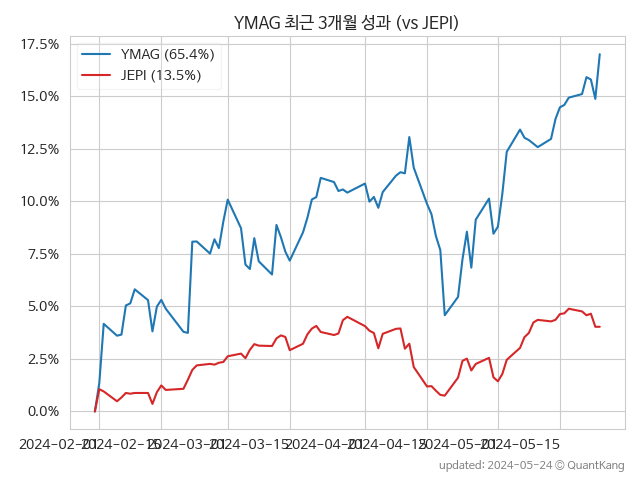 YMAG 최근 3개월 성과 (vs JEPI)
YMAG (65.4%)
JEPI (13.5%)
17.5%
15.0%
12.5%
10.0%
7.5%
5.0%
2.5%
0.0%
2024-02-01 2024-02-15 2024-03-01 2024-03-15 2024-04-01 2024-04-15 2024-05-01 2024-05-15
updated: 2024-05-24 © QuantKang